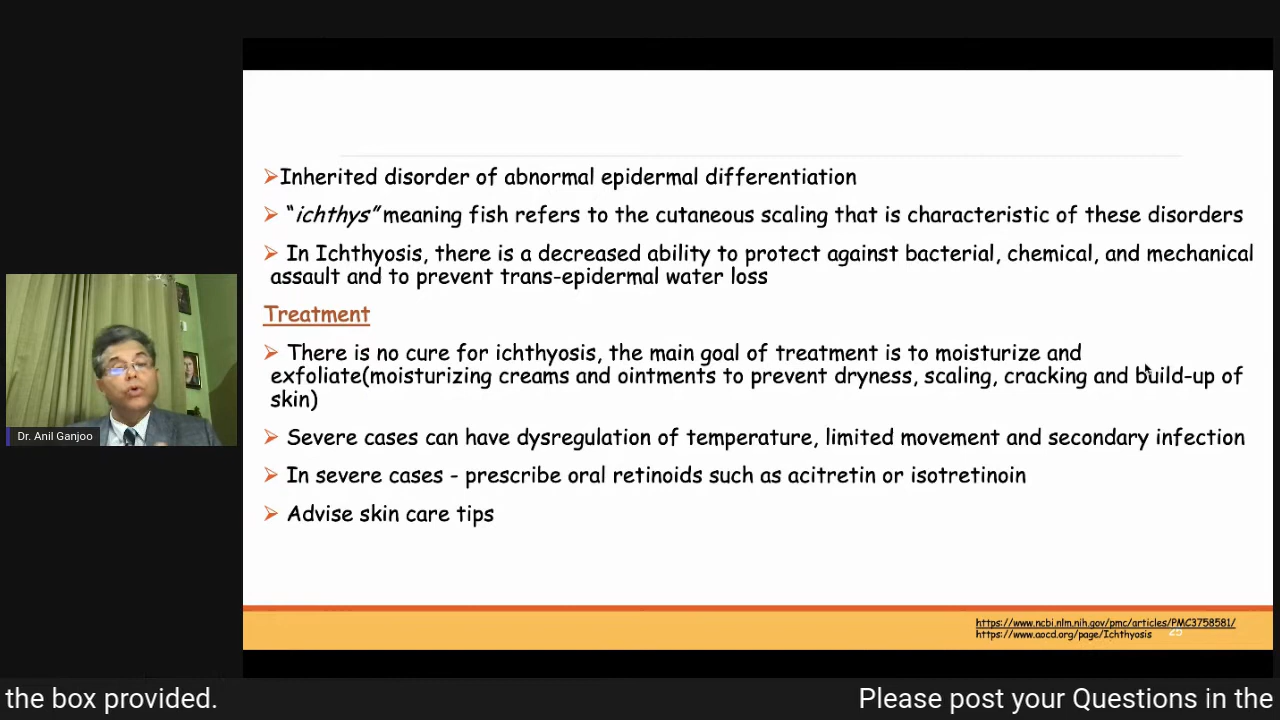 ➢Inherited disorder of abnormal epidermal differentiation
➢ “ichthys” meaning fish refers to the cutaneous scaling that is characteristic of these disorders
➢ In Ichthyosis, there is a decreased ability to protect against bacterial, chemical, and mechanical
assault and to prevent trans-epidermal water loss
Treatment
➢ There is no cure for ichthyosis, the main goal of treatment is to moisturize and
exfoliate(moisturizing creams and ointments to prevent dryness, scaling, cracking and build-up of
skin)
➢ Severe cases can have dysregulation of temperature, limited movement and secondary infection
➢ In severe cases - prescribe oral retinoids such as acitretin or isotretinoin
➢ Advise skin care tips
Dr. Anil Ganjoo
https://www.ncbi.nlm.nih.gov/pmc/articles/PMC3758581/
https://www.aocd.org/page/Ichthyosis
25
the box provided.
Please post your Questions in the